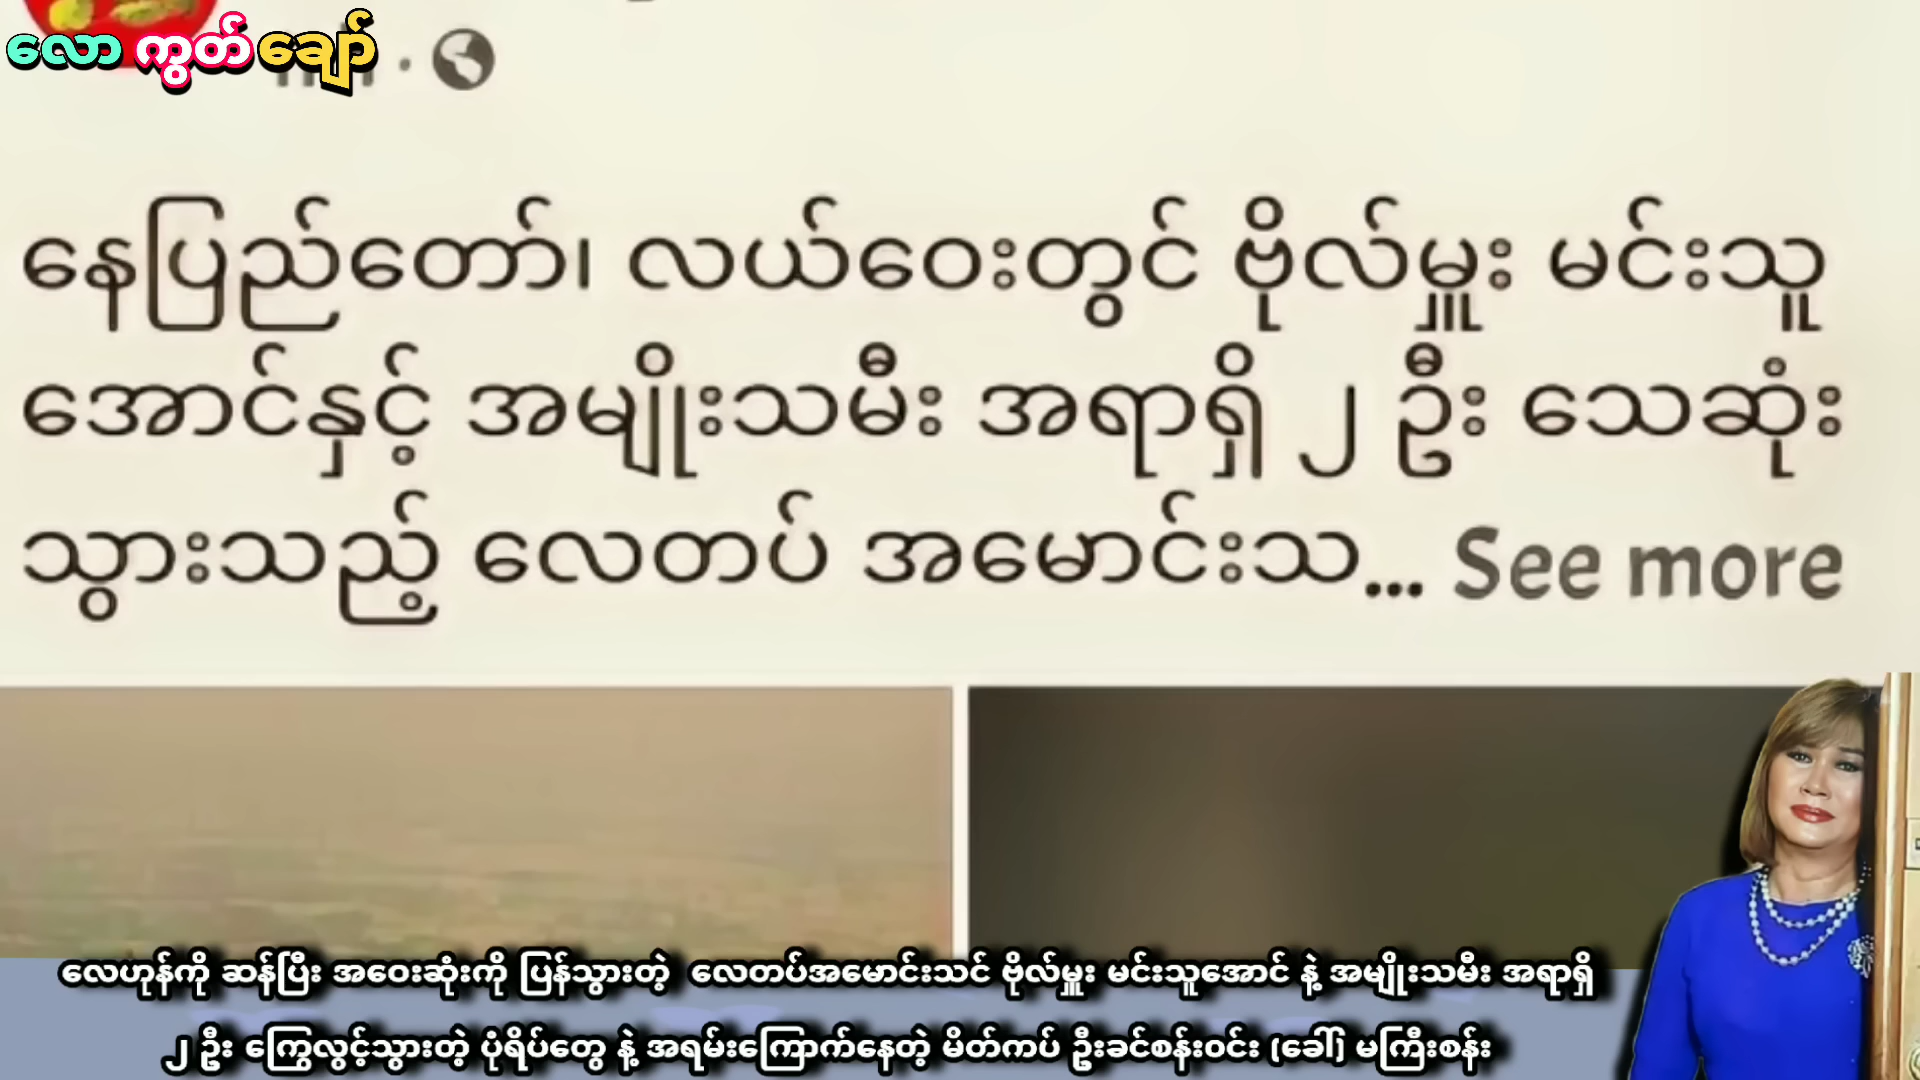 လော ကွတ် ချော်
နေပြည်တော်၊ လယ်ဝေးတွင် ဗိုလ်မှူး မင်းသူ
အောင်နှင့် အမျိုးသမီး အရာရှိ ၂ ဦး သေဆုံး
သွားသည့် လေတပ် အမောင်းသ... See more
လေဟုန်ကို ဆန်ပြီး အဝေးဆုံးကို ပြန်သွားတဲ့ လေတပ်အမောင်းသင် ဗိုလ်မှူး မင်းသူအောင် နဲ့ အမျိုးသမီး အရာရှိ
၂ ဦး ကြွေလွင့်သွားတဲ့ ပုံရိပ်တွေ နဲ့ အရမ်းကြောက်နေတဲ့ မိတ်ကပ် ဦးခင်စန်းဝင်း (ခေါ်) မကြီးစန်း